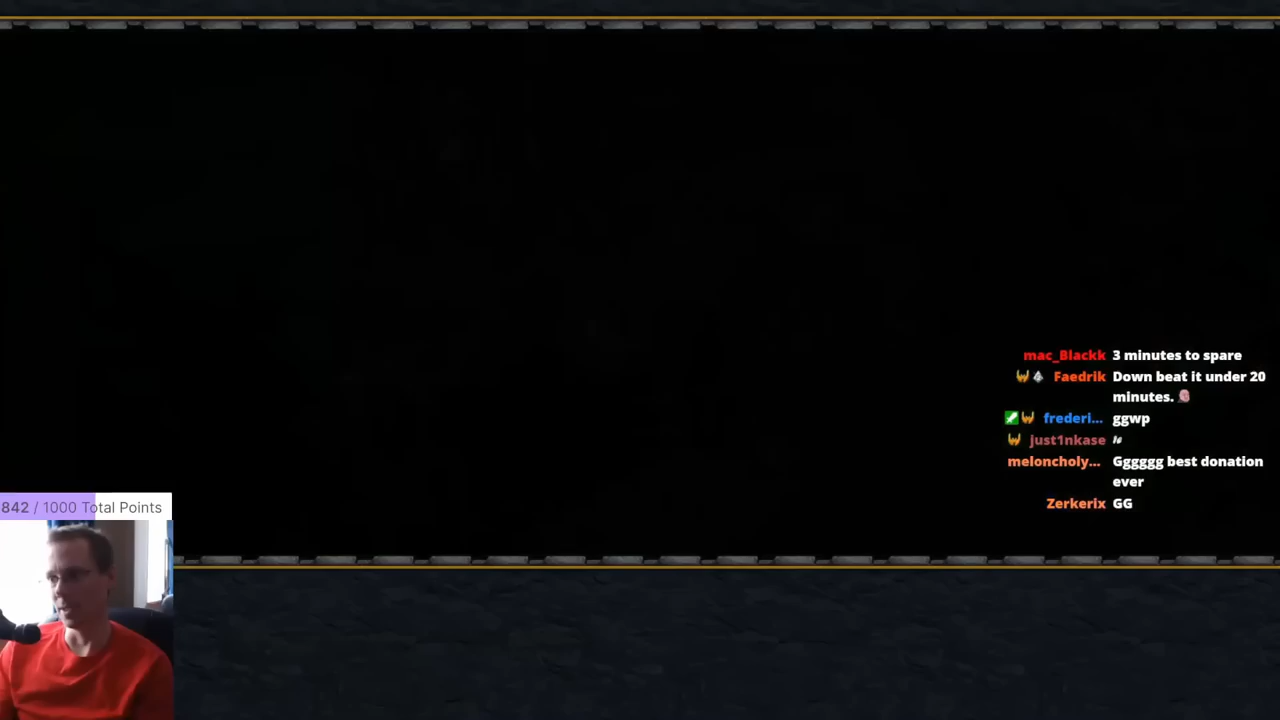 mac_Blackk 3 minutes to spare
Faedrik Down beat it under 20
minutes.
frederi... ggwp
just1nkase
meloncholy... Gggggg best donation
ever
Zerkerix GG
842 / 1000 Total Points